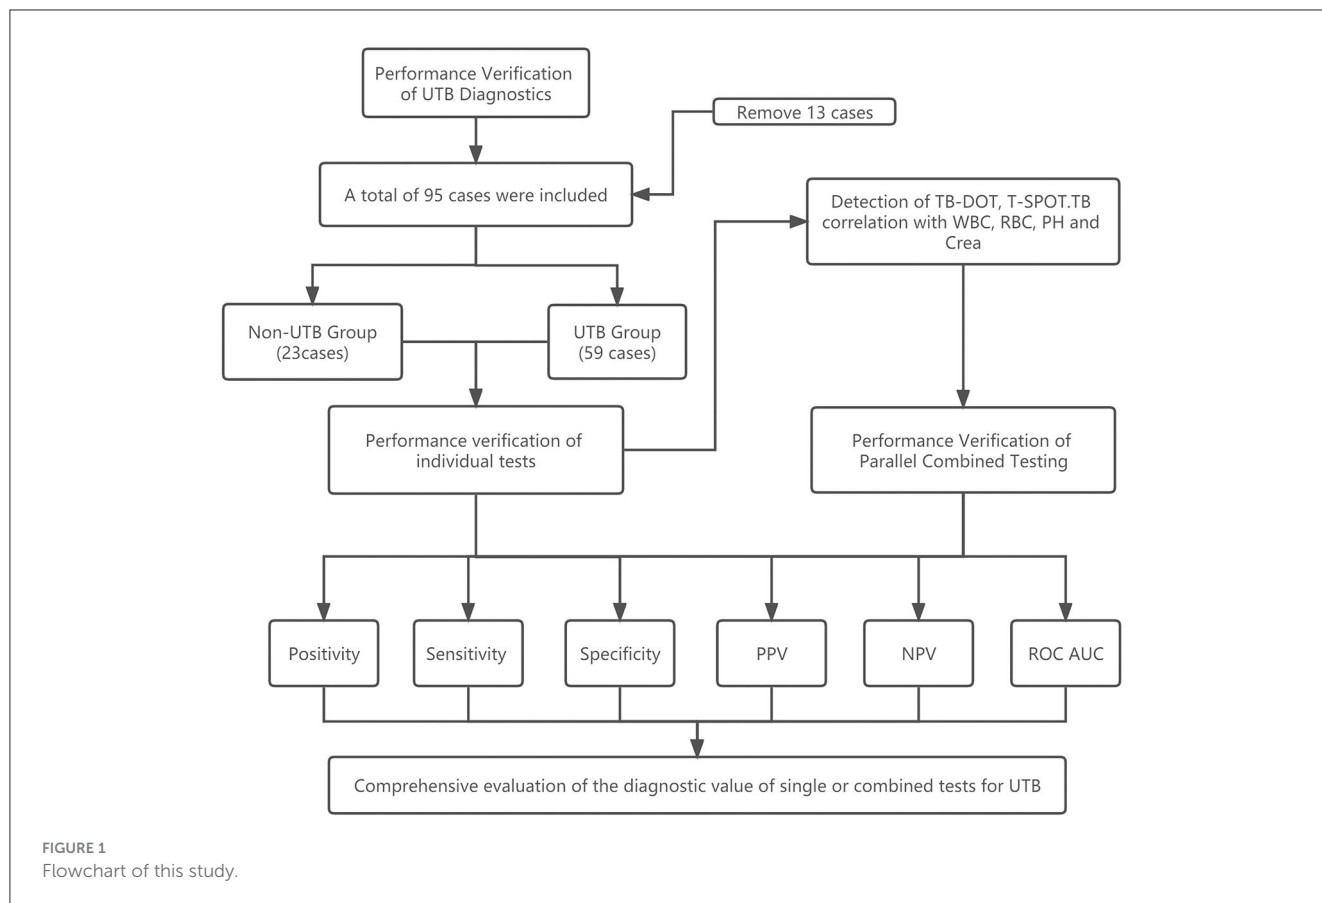 Performance Verification
of UTB Diagnostics
Remove 13 cases
A total of 95 cases were included
Detection of TB-DOT, T-SPOT.TB
correlation with WBC, RBC, PH and
Crea
Non-UTB Group
(23cases)
UTB Group
(59 cases)
Performance verification of
individual tests
Performance Verification of
Parallel Combined Testing
Positivity
Sensitivity
Specificity
PPV
NPV
ROC AUC
Comprehensive evaluation of the diagnostic value of single or combined tests for UTB
FIGURE 1
Flowchart of this study.